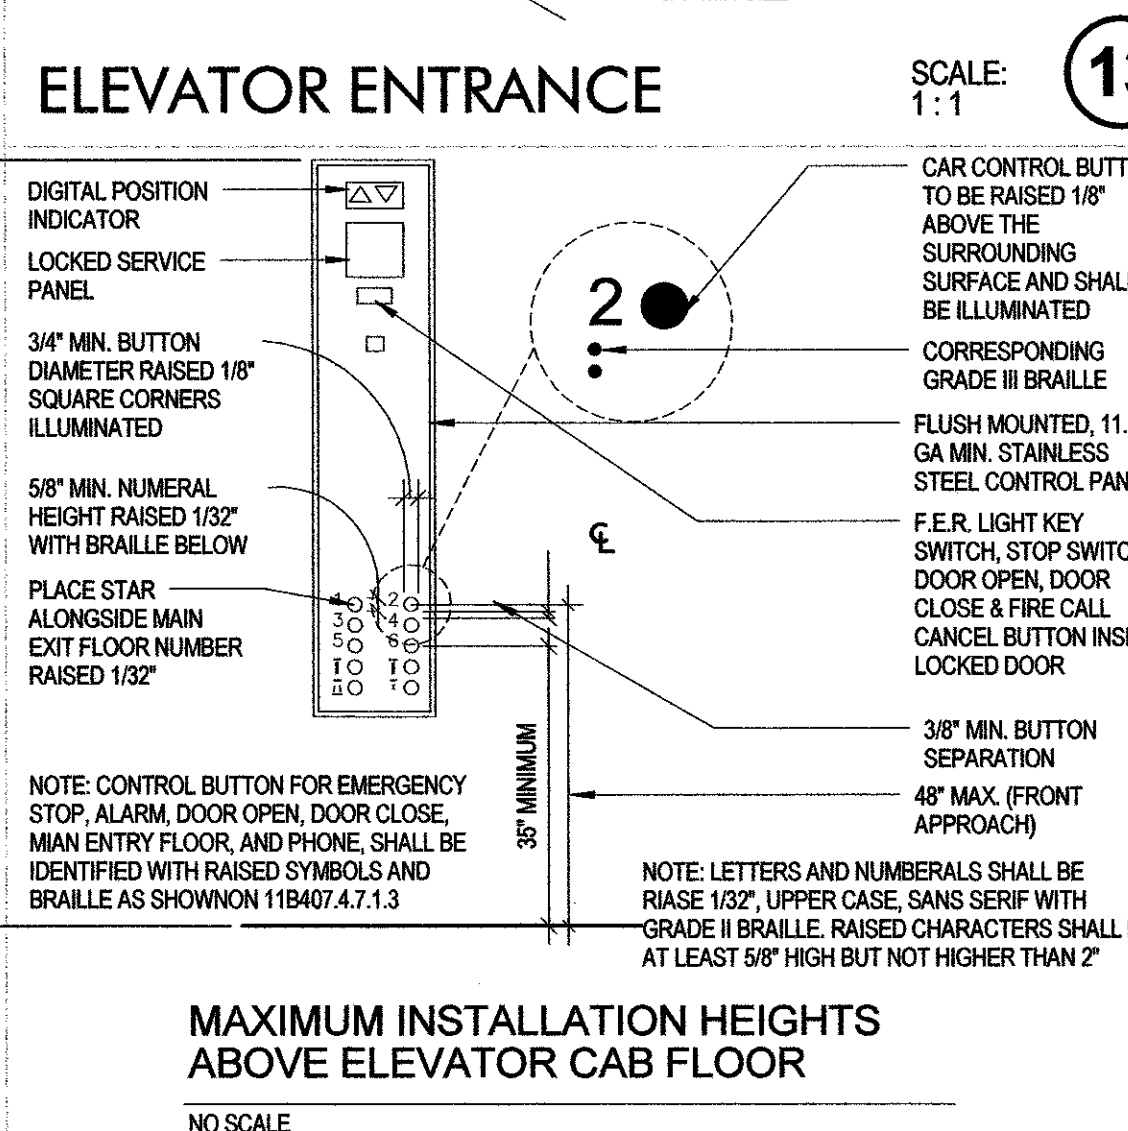 ELEVATOR ENTRANCE
SCALE:
1 : 1
DIGITAL POSITION
INDICATOR
LOCKED SERVICE
PANEL
3/4" MIN. BUTTON
DIAMETER RAISED 1/8"
SQUARE CORNERS
ILLUMINATED
5/8" MIN. NUMERAL
HEIGHT RAISED 1/32"
WITH BRAILLE BELOW
PLACE STAR
ALONGSIDE MAIN
EXIT FLOOR NUMBER
RAISED 1/32"
2
2
3
4
5
6
℄
CAR CONTROL BUTT
TO BE RAISED 1/8"
ABOVE THE
SURROUNDING
SURFACE AND SHALL
BE ILLUMINATED
CORRESPONDING
GRADE III BRAILLE
FLUSH MOUNTED, 11.
GA MIN. STAINLESS
STEEL CONTROL PAN
F.E.R. LIGHT KEY
SWITCH, STOP SWITC
DOOR OPEN, DOOR
CLOSE & FIRE CALL
CANCEL BUTTON INS
LOCKED DOOR
3/8" MIN. BUTTON
SEPARATION
48" MAX. (FRONT
APPROACH)
35" MINIMUM
NOTE: CONTROL BUTTON FOR EMERGENCY
STOP, ALARM, DOOR OPEN, DOOR CLOSE,
MIAN ENTRY FLOOR, AND PHONE, SHALL BE
IDENTIFIED WITH RAISED SYMBOLS AND
BRAILLE AS SHOWNON 11B407.4.7.1.3
NOTE: LETTERS AND NUMBERALS SHALL BE
RIASE 1/32", UPPER CASE, SANS SERIF WITH
GRADE II BRAILLE. RAISED CHARACTERS SHALL
AT LEAST 5/8" HIGH BUT NOT HIGHER THAN 2"
MAXIMUM INSTALLATION HEIGHTS
ABOVE ELEVATOR CAB FLOOR
NO SCALE